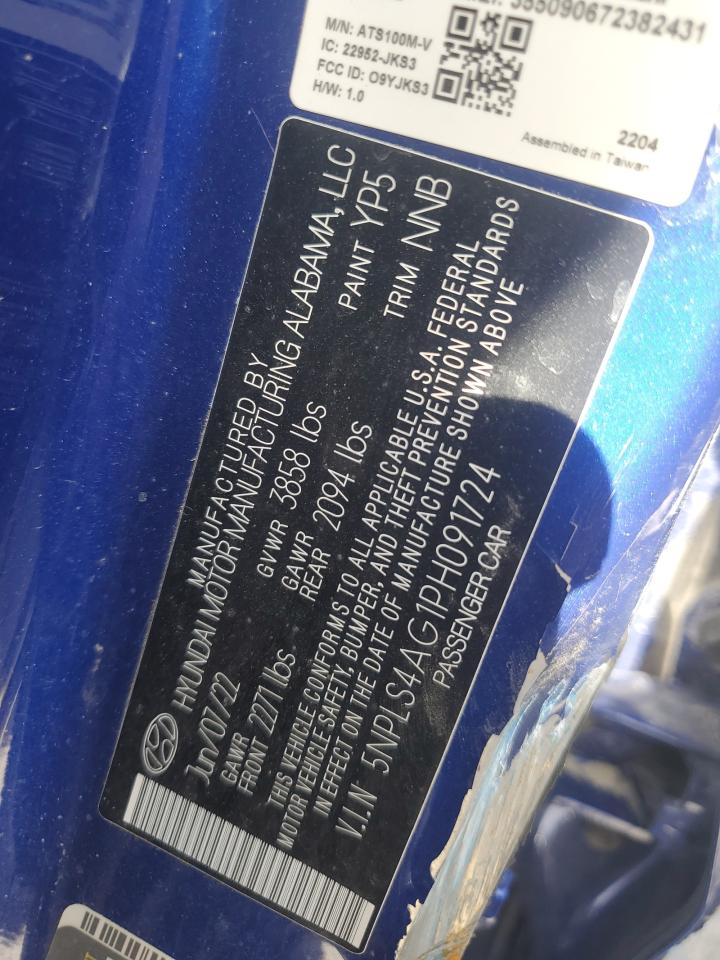 355090672382431
M/N: ATS100M-V
IC: 22952-JKS3
FCC ID: O9YJKS3
H/W: 1.0
2204
Assembled in Taiwan
MANUFACTURED BY
HYUNDAI MOTOR MANUFACTURING ALABAMA, LLC
Jun/07/22
GVWR 3858 lbs
PAINT YP5
GAWR
FRONT 2271 lbs
GAWR
REAR 2094 lbs
TRIM NNB
THIS VEHICLE CONFORMS TO ALL APPLICABLE U.S.A. FEDERAL
MOTOR VEHICLE SAFETY, BUMPER, AND THEFT PREVENTION STANDARDS
IN EFFECT ON THE DATE OF MANUFACTURE SHOWN ABOVE
V.I.N 5NPLS4AG1PH091724
PASSENGER CAR